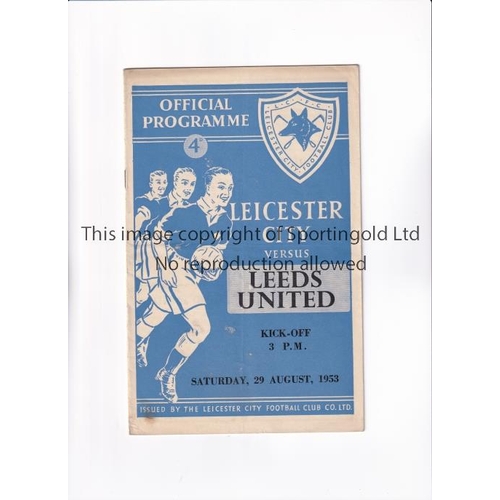 OFFICIAL
PROGRAMME
4D
L.C.F.C
LEICESTER CITY FOOTBALL CLUB
LEICESTER
CITY
VERSUS
LEEDS
UNITED
KICK-OFF
3 P.M.
SATURDAY, 29 AUGUST, 1953
ISSUED BY THE LEICESTER CITY FOOTBALL CLUB CO. LTD.
This image copyright of sportingold Ltd
No reproduction allowed